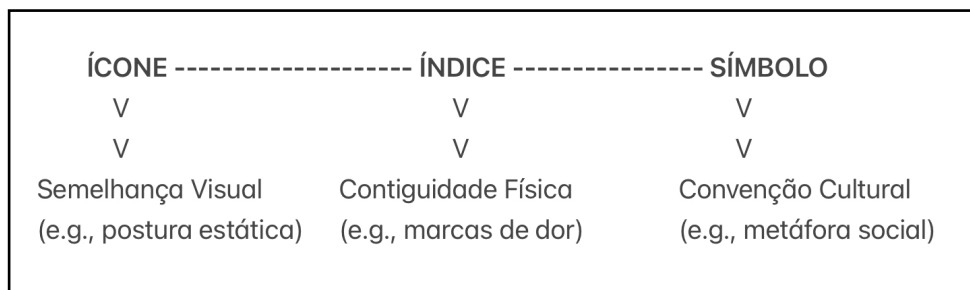 ÍCONE -------------------- ÍNDICE ---------------- SÍMBOLO
V V V
V V V
Semelhança Visual Contiguidade Física Convenção Cultural
(e.g., postura estática) (e.g., marcas de dor) (e.g., metáfora social)